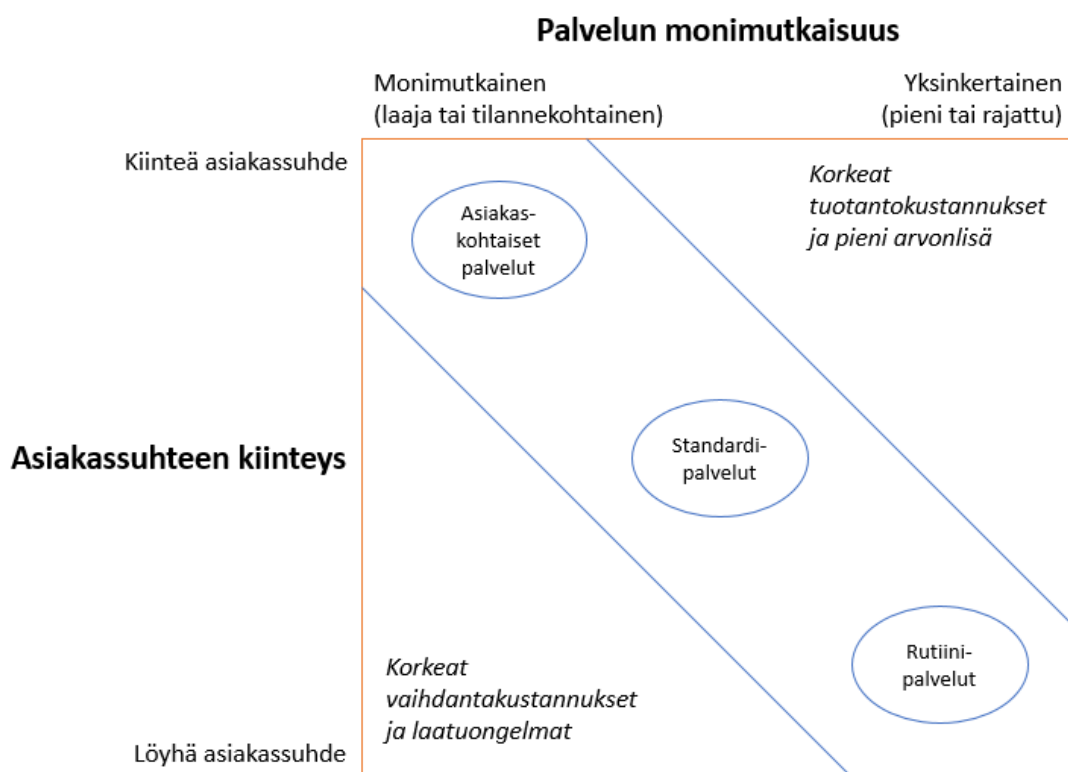 Palvelun monimutkaisuus
Monimutkainen
(laaja tai tilannekohtainen)
Yksinkertainen
(pieni tai rajattu)
Kiinteä asiakassuhde
Korkeat
tuotantokustannukset
ja pieni arvonlisä
Asiakas-
kohtaiset
palvelut
Asiakassuhteen kiinteys
Standardi-
palvelut
Rutiini-
palvelut
Korkeat
vaihdantakustannukset
ja laatuongelmat
Löyhä asiakassuhde